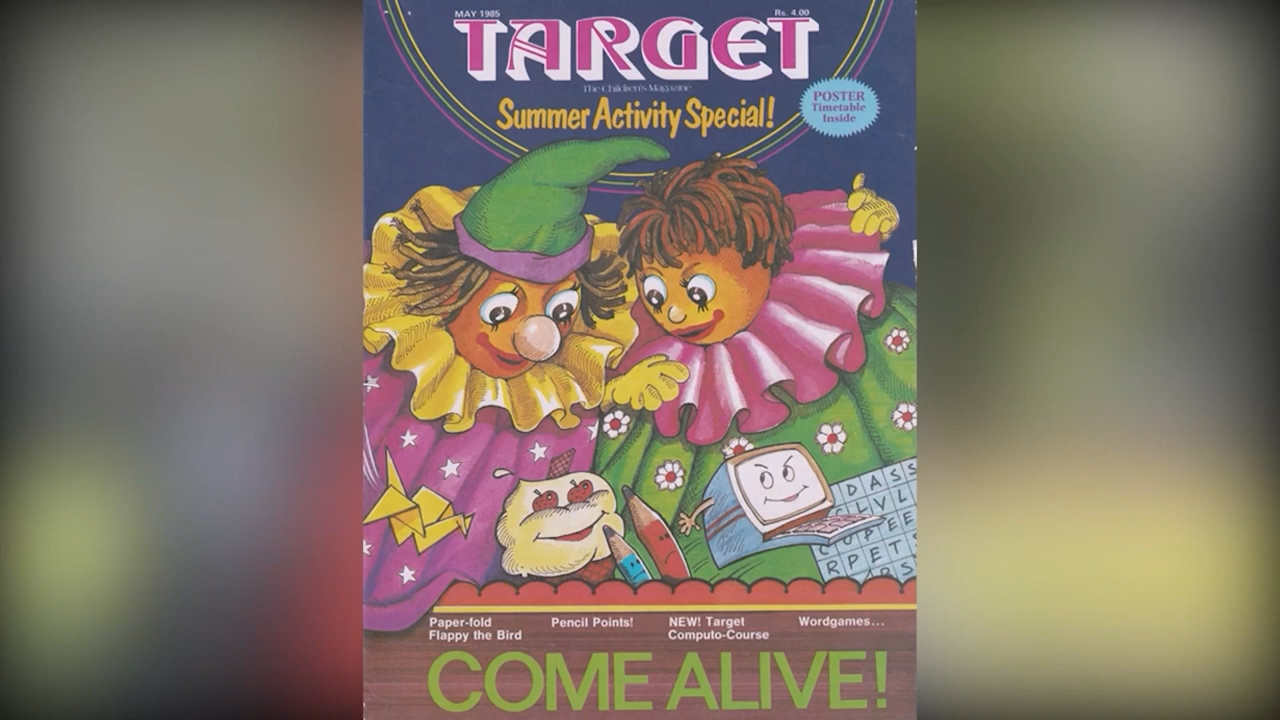 MAY 1985
Rs. 4.00
TARGET
The Children's Magazine
Summer Activity Special!
POSTER
Timetable
Inside
DASS
LVL
COPEE
RPETS
Paper-fold
Flappy the Bird
Pencil Points!
NEW! Target
Computo-Course
Wordgames...
COME ALIVE!